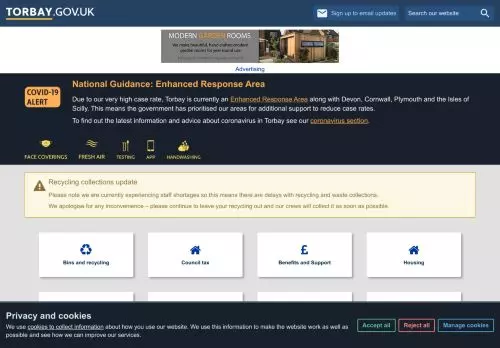 TORBAY.GOV.UK
Sign up to email updates
Search our website
MODERN GARDEN ROOMS
We make beautiful, hand crafted modern
garden rooms for year round use.
Advertising
COVID-19
ALERT
National Guidance: Enhanced Response Area
Due to our very high case rate, Torbay is currently an Enhanced Response Area along with Devon, Cornwall, Plymouth and the Isles of
Scilly. This means the government has prioritised our areas for additional support to reduce case rates.
To find out the latest information and advice about coronavirus in Torbay see our coronavirus section.
FACE COVERINGS
FRESH AIR
TESTING
APP
HANDWASHING
Recycling collections update
Please note we are currently experiencing staff shortages so this means there are delays with recycling and waste collections.
We apologise for any inconvenience – please continue to leave your recycling out and our crews will collect it as soon as possible.
Bins and recycling
Council tax
£
Benefits and Support
Housing
Privacy and cookies
We use cookies to collect information about how you use our website. We use this information to make the website work as well as
possible and see how we can improve our services.
Accept all
Reject all
Manage cookies